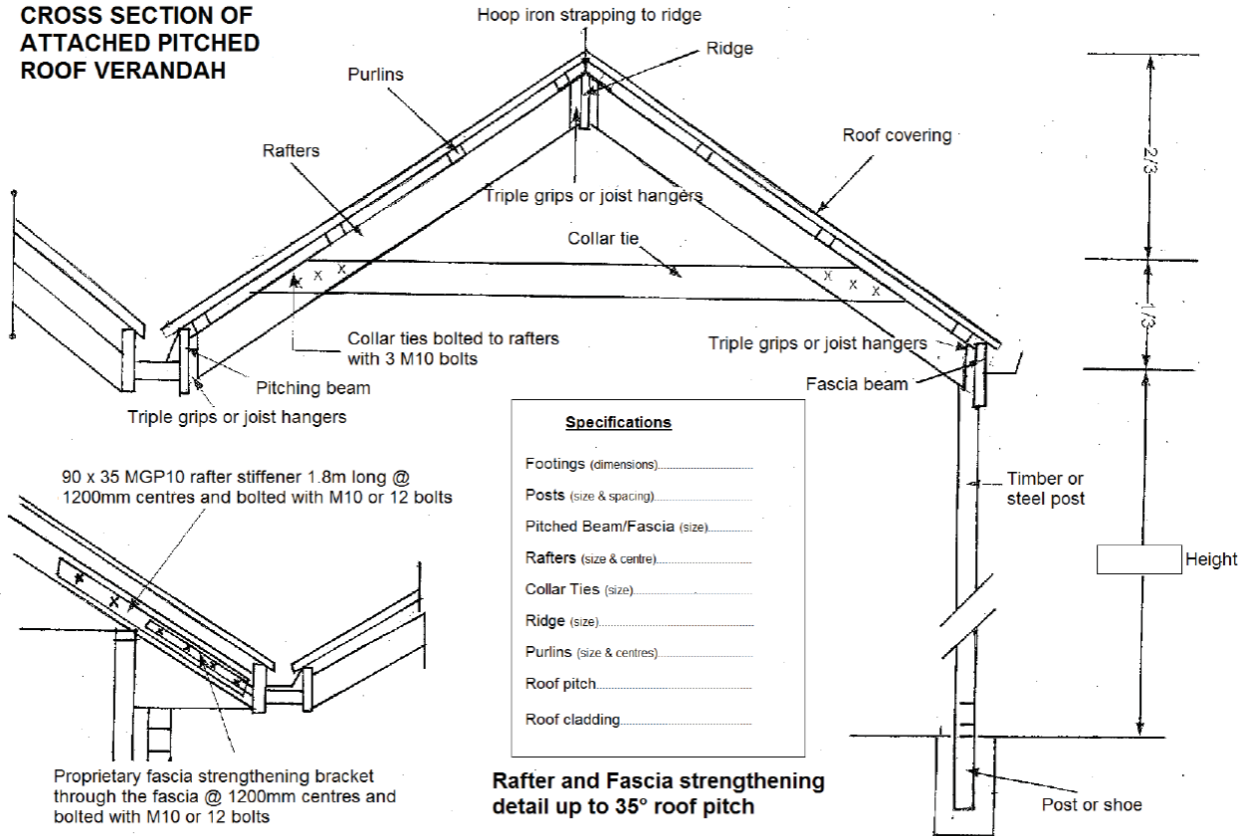 CROSS SECTION OF
ATTACHED PITCHED
ROOF VERANDAH
Hoop iron strapping to ridge
Ridge
Purlins
Rafters
Roof covering
Triple grips or joist hangers
Collar tie
2/3
1/3
Collar ties bolted to rafters
with 3 M10 bolts
Pitching beam
Triple grips or joist hangers
Triple grips or joist hangers
Fascia beam
90 x 35 MGP10 rafter stiffener 1.8m long @
1200mm centres and bolted with M10 or 12 bolts
Specifications
Footings (dimensions)
Posts (size & spacing)
Pitched Beam/Fascia (size)
Rafters (size & centre)
Collar Ties (size)
Ridge (size)
Purlins (size & centres)
Roof pitch
Roof cladding
Timber or
steel post
Height
Proprietary fascia strengthening bracket
through the fascia @ 1200mm centres and
bolted with M10 or 12 bolts
Rafter and Fascia strengthening
detail up to 35° roof pitch
Post or shoe